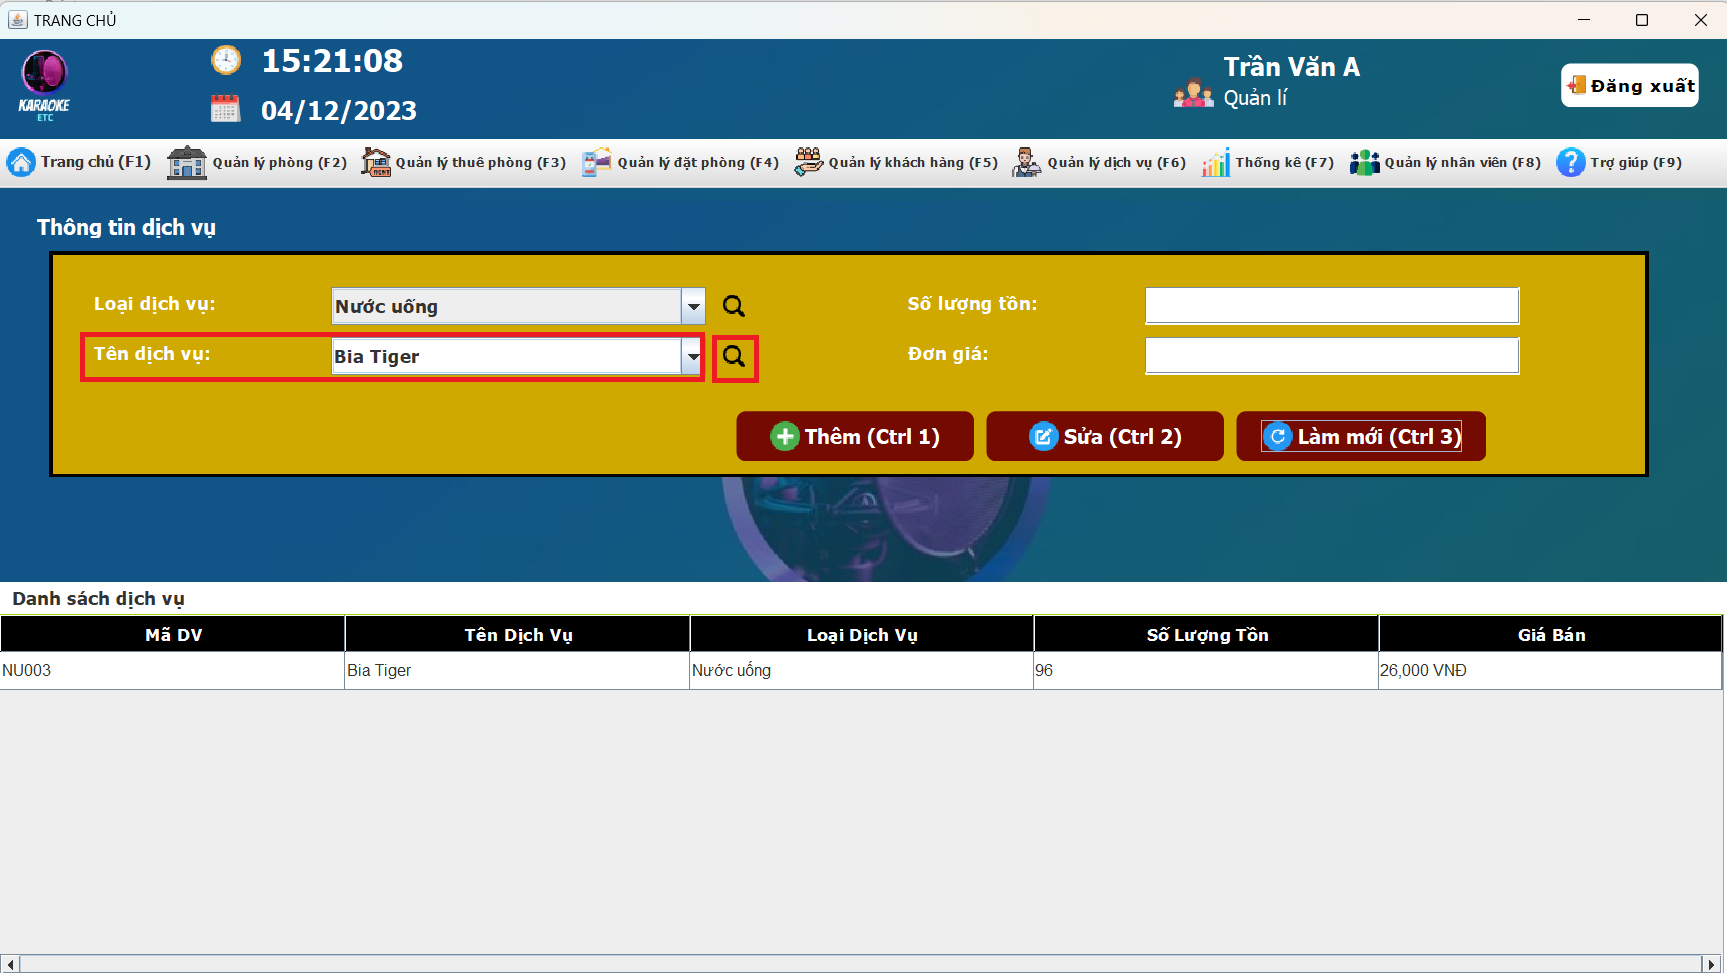 TRANG CHỦ
KARAOKE
ETC
15:21:08
04/12/2023
Trần Văn A
Quản lí
Đăng xuất
Trang chủ (F1) Quản lý phòng (F2) Quản lý thuê phòng (F3) Quản lý đặt phòng (F4) Quản lý khách hàng (F5) Quản lý dịch vụ (F6) Thống kê (F7) Quản lý nhân viên (F8) Trợ giúp (F9)
Thông tin dịch vụ
Loại dịch vụ: Nước uống Số lượng tồn:
Tên dịch vụ: Bia Tiger Đơn giá:
Thêm (Ctrl 1) Sửa (Ctrl 2) Làm mới (Ctrl 3)
Danh sách dịch vụ
Mã DV Tên Dịch Vụ Loại Dịch Vụ Số Lượng Tồn Giá Bán
NU003 Bia Tiger Nước uống 96 26,000 VNĐ